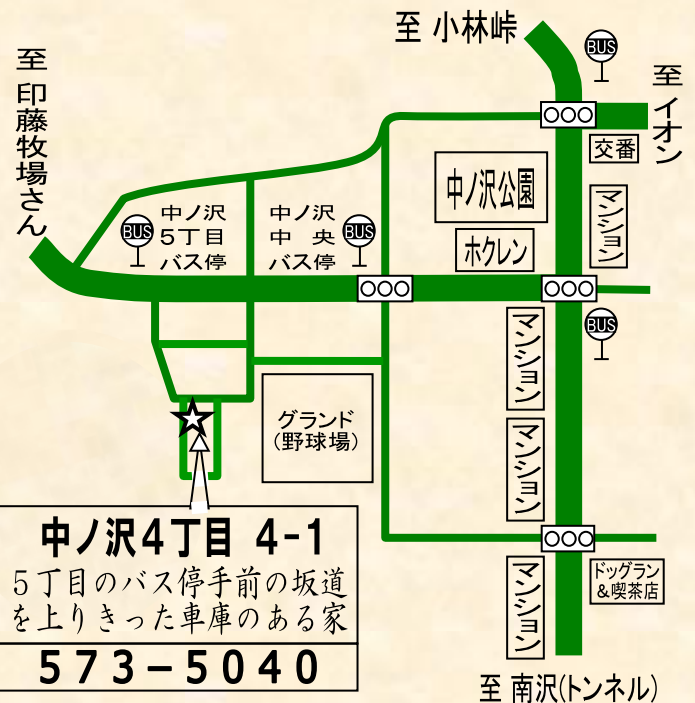 至 小林峠
BUS
至 イオン
至 印藤牧場さん
交番
中ノ沢公園
マンション
中ノ沢
5丁目
バス停
BUS
中ノ沢
中央
バス停
BUS
ホクレン
BUS
マンション
グランド
(野球場)
マンション
中ノ沢4丁目 4-1
5丁目のバス停手前の坂道
を上りきった車庫のある家
573-5040
マンション
ドッグラン
&喫茶店
至 南沢(トンネル)